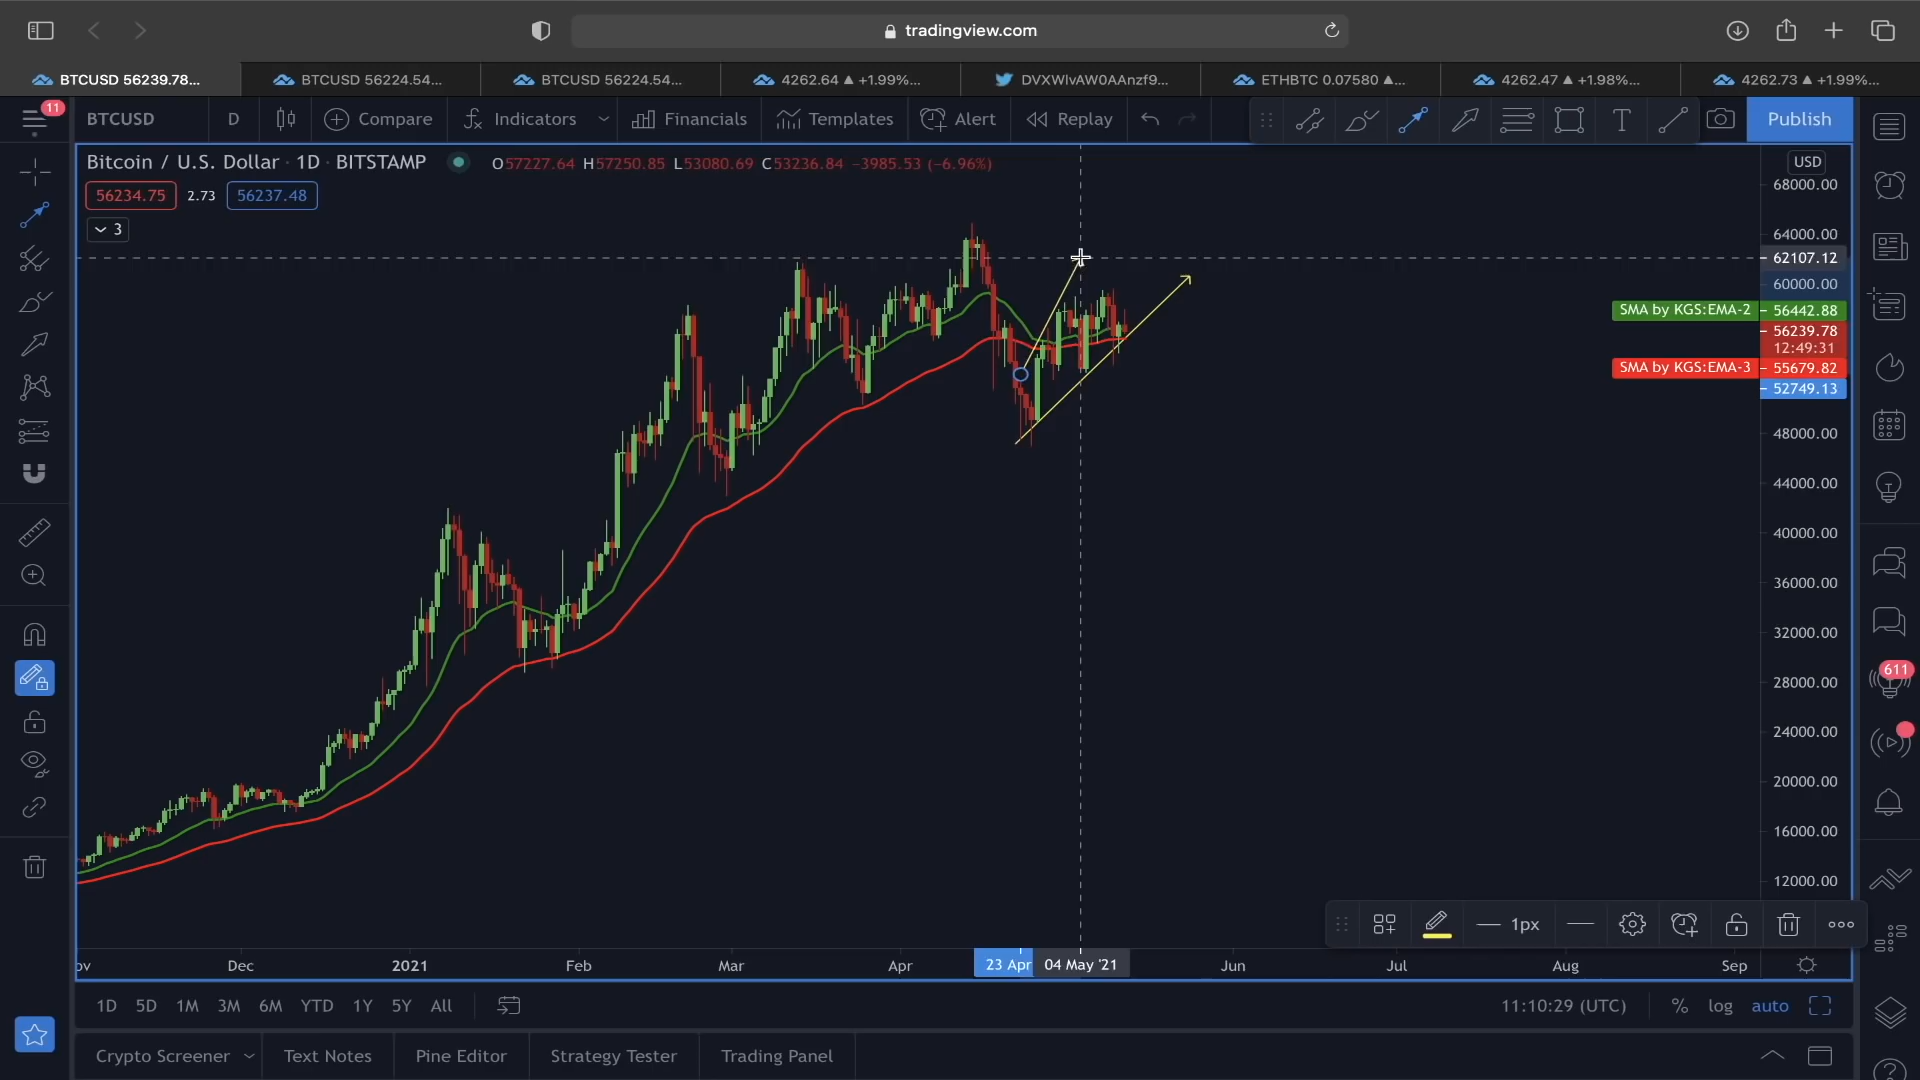 tradingview.com
BTCUSD 56239.78...
BTCUSD 56224.54...
BTCUSD 56224.54...
4262.64 ▲ +1.99%...
DVXWIvAW0AAnzf9...
ETHBTC 0.07580 ▲...
4262.47 ▲ +1.98%...
4262.73 ▲ +1.99%...
11
BTCUSD
D
Compare
Indicators
Financials
Templates
Alert
Replay
T
Publish
Bitcoin / U.S. Dollar · 1D · BITSTAMP
O57227.64 H57250.85 L53080.69 C53236.84 −3985.53 (−6.96%)
USD
56234.75
2.73
56237.48
3
68000.00
64000.00
62107.12
60000.00
SMA by KGS:EMA-2
56442.88
56239.78
12:49:31
SMA by KGS:EMA-3
55679.82
52749.13
48000.00
44000.00
40000.00
36000.00
32000.00
28000.00
24000.00
20000.00
16000.00
12000.00
611
1px
ov
Dec
2021
Feb
Mar
Apr
23 Apr
04 May '21
Jun
Jul
Aug
Sep
1D
5D
1M
3M
6M
YTD
1Y
5Y
All
11:10:29 (UTC)
%
log
auto
Crypto Screener
Text Notes
Pine Editor
Strategy Tester
Trading Panel